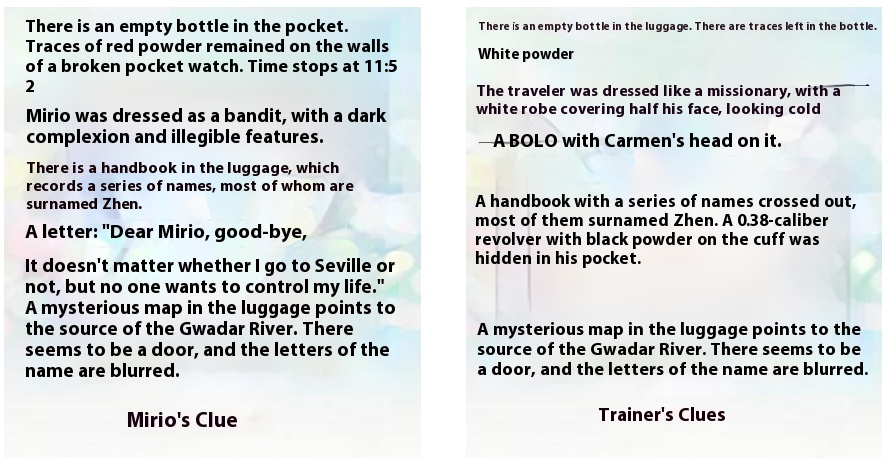 There is an empty bottle in the pocket.
Traces of red powder remained on the walls
of a broken pocket watch. Time stops at 11:5
2
Mirio was dressed as a bandit, with a dark
complexion and illegible features.
There is a handbook in the luggage, which
records a series of names, most of whom are
surnamed Zhen.
A letter: "Dear Mirio, good-bye,
It doesn't matter whether I go to Seville or
not, but no one wants to control my life."
A mysterious map in the luggage points to
the source of the Gwadar River. There
seems to be a door, and the letters of the
name are blurred.
Mirio's Clue
There is an empty bottle in the luggage. There are traces left in the bottle.
White powder
The traveler was dressed like a missionary, with a
white robe covering half his face, looking cold
A BOLO with Carmen's head on it.
A handbook with a series of names crossed out,
most of them surnamed Zhen. A 0.38-caliber
revolver with black powder on the cuff was
hidden in his pocket.
A mysterious map in the luggage points to the
source of the Gwadar River. There seems to be
a door, and the letters of the name are blurred.
Trainer's Clues